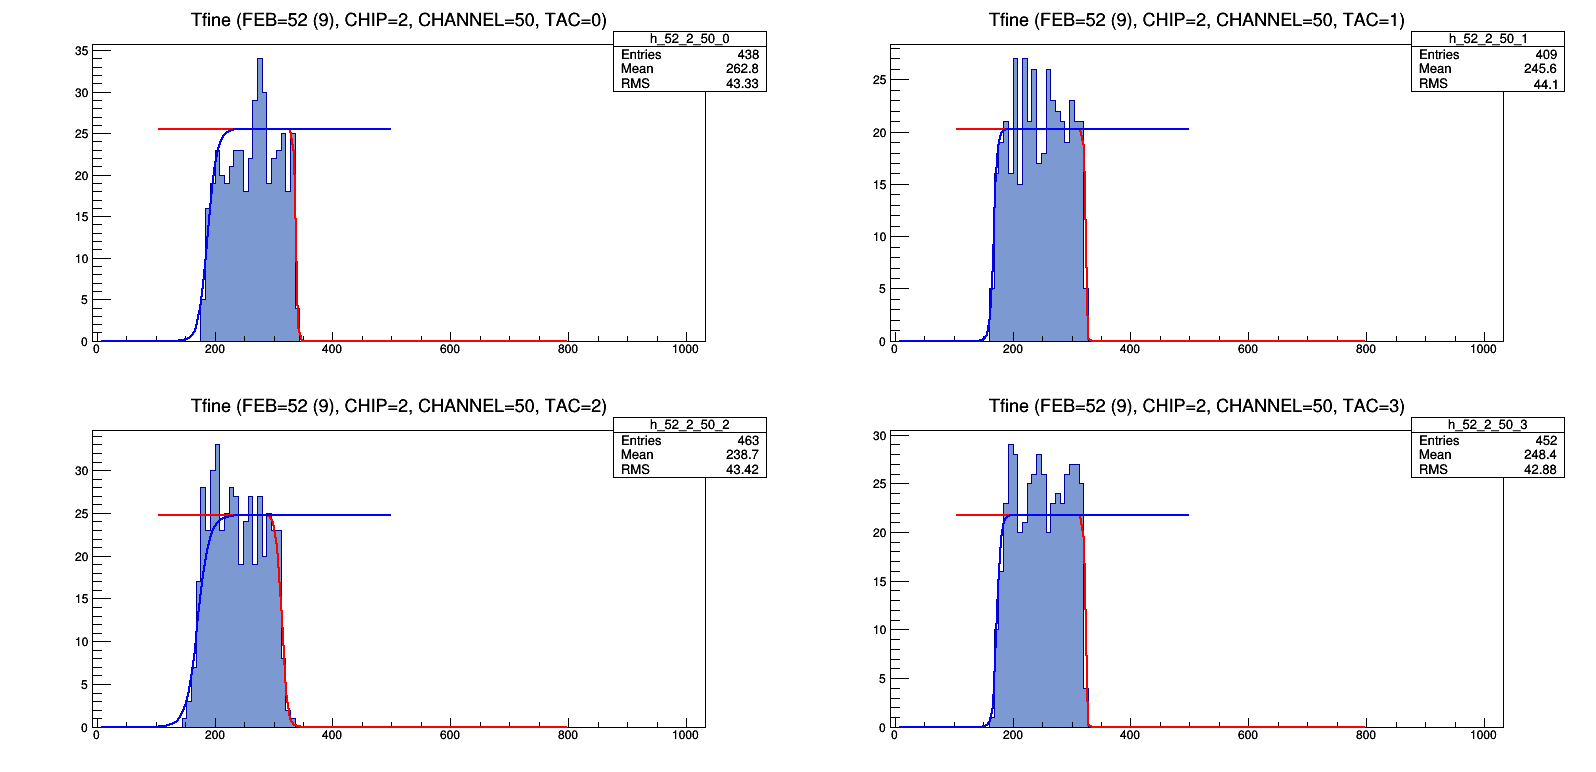 Tfine (FEB=52 (9), CHIP=2, CHANNEL=50, TAC=0)
h_52_2_50_0
Entries 438
Mean 262.8
RMS 43.33
35
30
25
20
15
10
5
0
0 200 400 600 800 1000
Tfine (FEB=52 (9), CHIP=2, CHANNEL=50, TAC=1)
h_52_2_50_1
Entries 409
Mean 245.6
RMS 44.1
25
20
15
10
5
0
0 200 400 600 800 1000
Tfine (FEB=52 (9), CHIP=2, CHANNEL=50, TAC=2)
h_52_2_50_2
Entries 463
Mean 238.7
RMS 43.42
30
25
20
15
10
5
0
0 200 400 600 800 1000
Tfine (FEB=52 (9), CHIP=2, CHANNEL=50, TAC=3)
h_52_2_50_3
Entries 452
Mean 248.4
RMS 42.88
30
25
20
15
10
5
0
0 200 400 600 800 1000